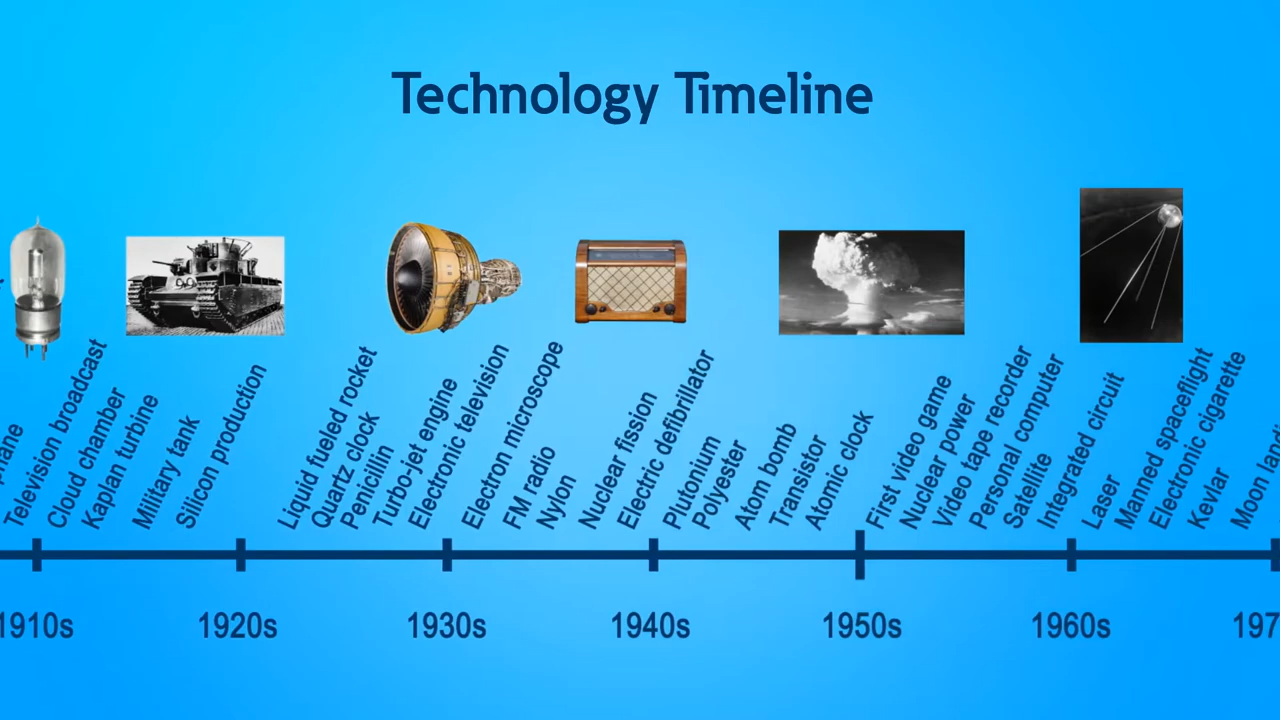 Technology Timeline
Television broadcast
Cloud chamber
Kaplan turbine
Military tank
Silicon production
Liquid fueled rocket
Quartz clock
Penicillin
Turbo-jet engine
Electronic television
Electron microscope
FM radio
Nylon
Nuclear fission
Electric defibrillator
Plutonium
Polyester
Atom bomb
Transistor
Atomic clock
First video game
Nuclear power
Video tape recorder
Personal computer
Satellite
Integrated circuit
Laser
Manned spaceflight
Electronic cigarette
Kevlar
Moon
1910s
1920s
1930s
1940s
1950s
1960s
197